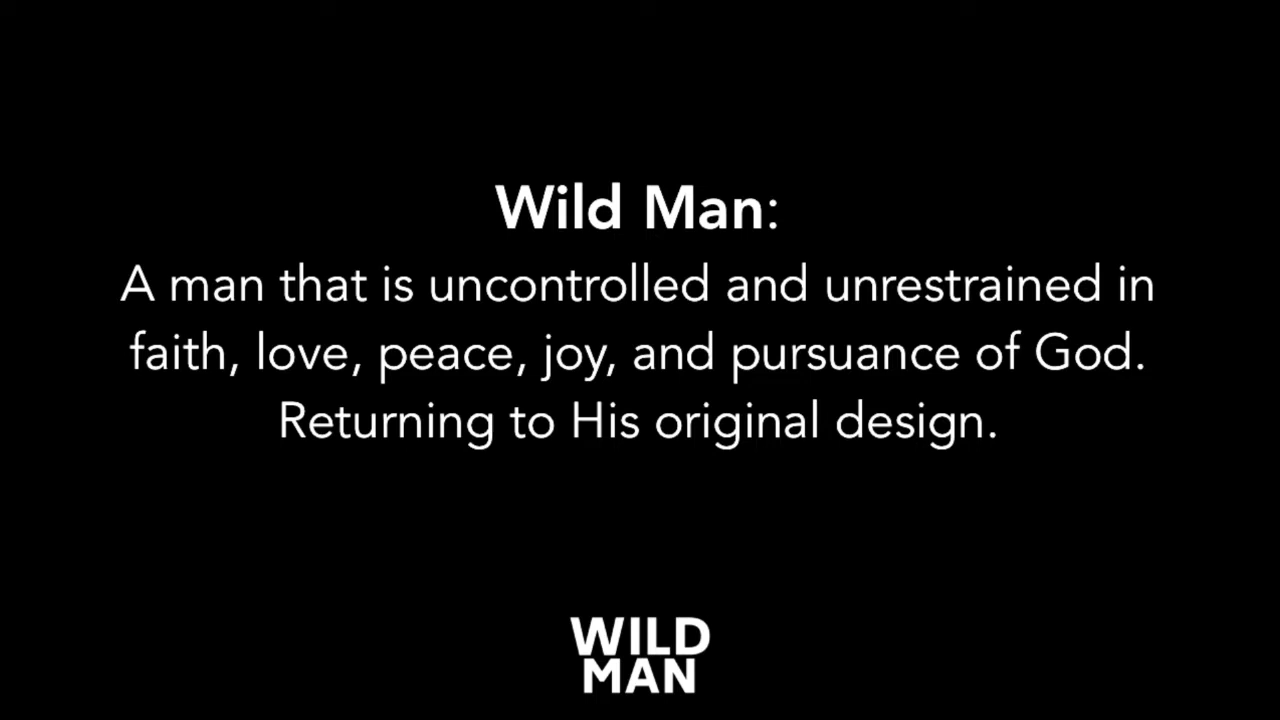 Wild Man:
A man that is uncontrolled and unrestrained in
faith, love, peace, joy, and pursuance of God.
Returning to His original design.
WILD
MAN